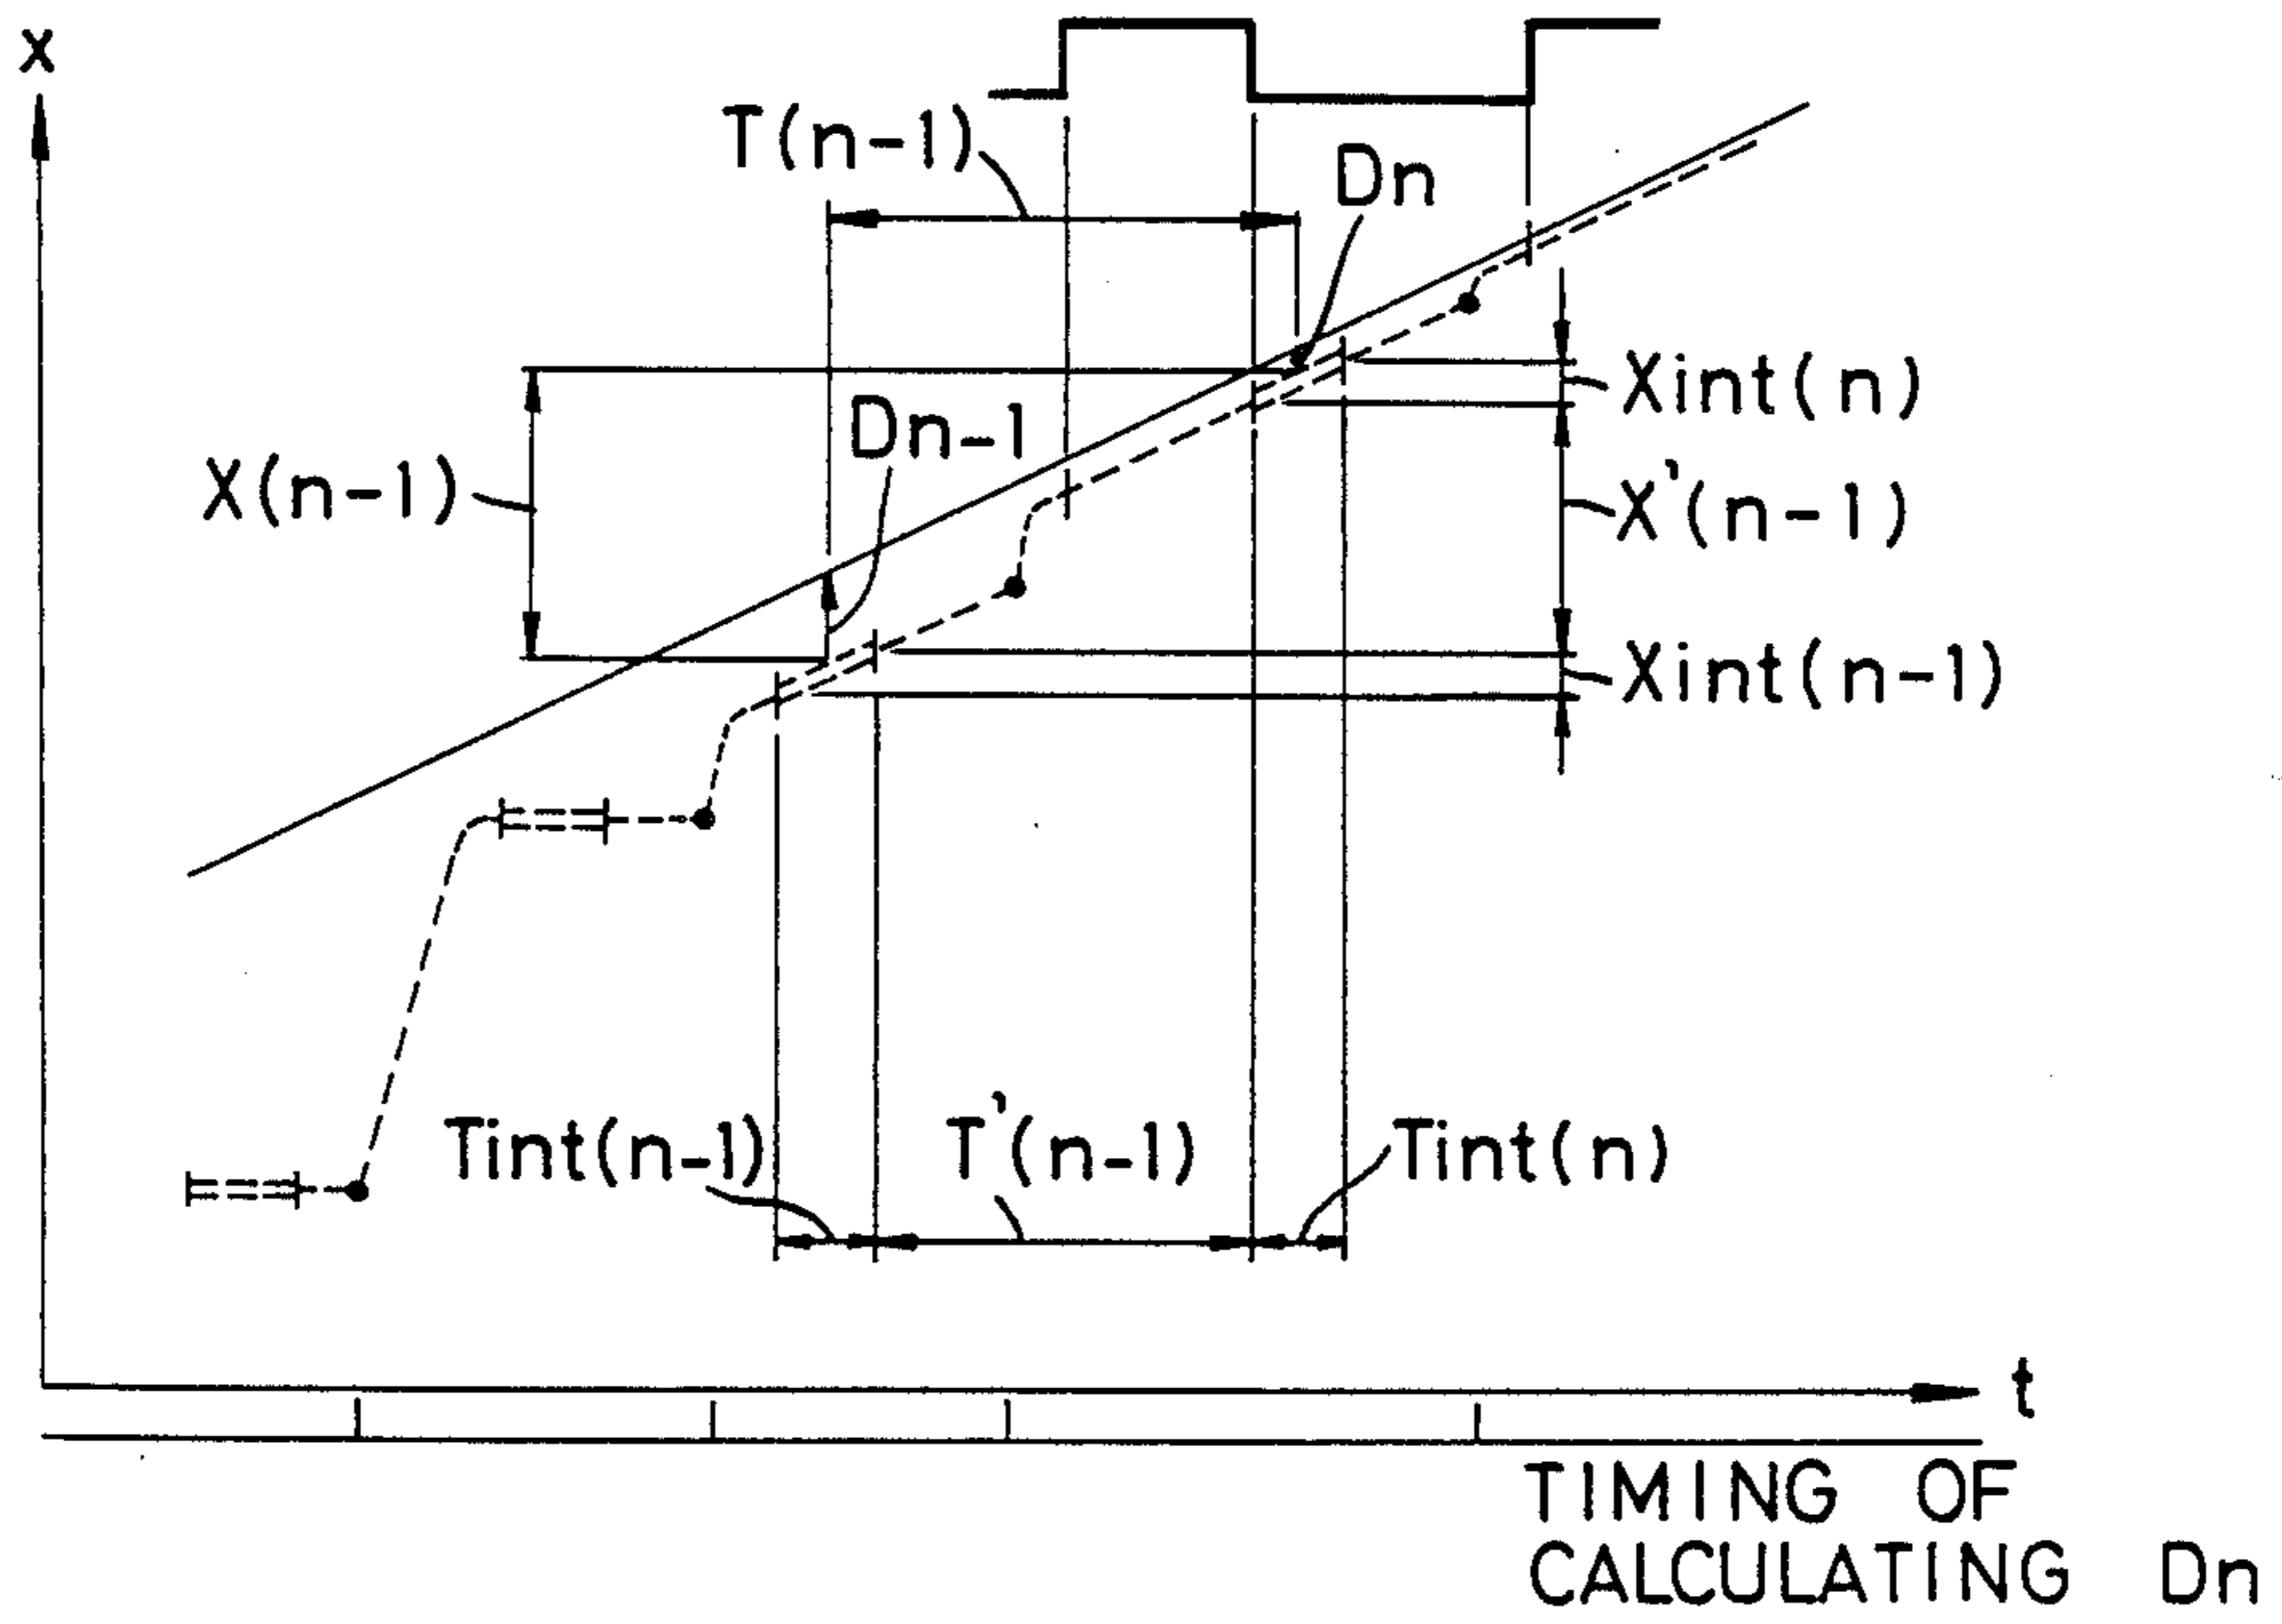 x
T(n-1)
Dn
Dn-1
X(n-1)
Xint(n)
X'(n-1)
Xint(n-1)
Tint(n-1)
T'(n-1)
Tint(n)
t
TIMING OF
CALCULATING Dn